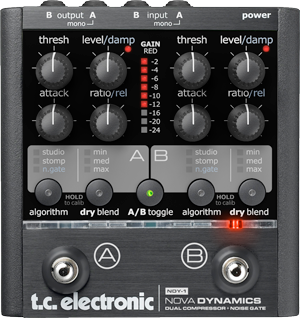 B output A B input A power
mono mono
thresh level/damp GAIN RED thresh level/damp
-2
-4
-6
-8
attack ratio/rel -10 attack ratio/rel
-12
-16
-20
-24
studio min A B studio min
stomp med stomp med
n.gate max n.gate max
HOLD to calib HOLD to calib
algorithm dry blend A/B toggle algorithm dry blend
A B
NDY-1
t.c. electronic NOVA DYNAMICS
DUAL COMPRESSOR + NOISE GATE